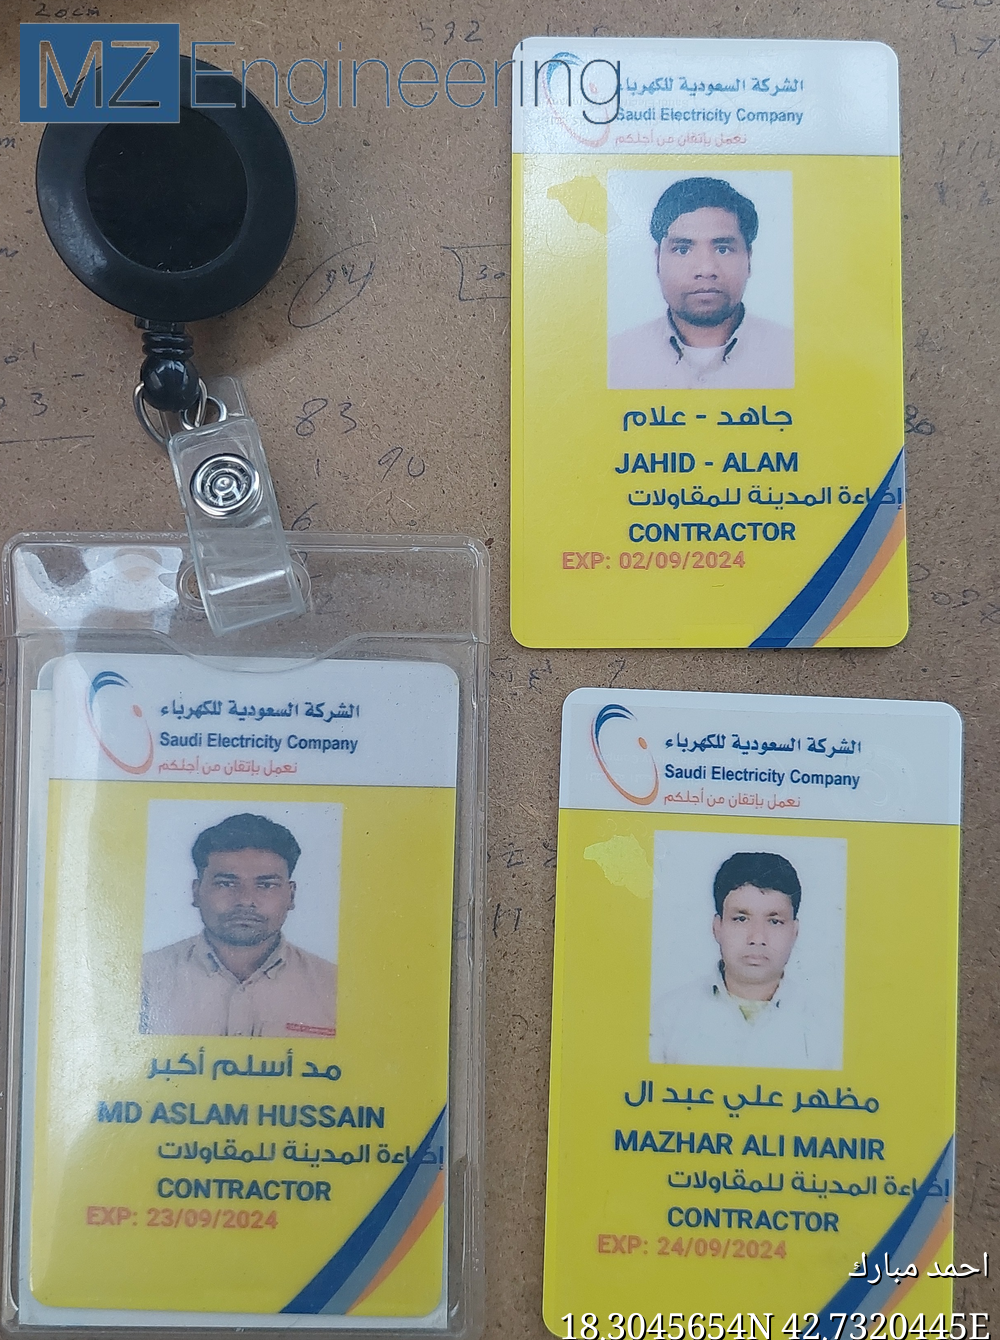 MZ Engineering
الشركة السعودية للكهرباء
Saudi Electricity Company
نعمل بإتقان من أجلكم
جاهد - علام
JAHID - ALAM
إضاءة المدينة للمقاولات
CONTRACTOR
EXP: 02/09/2024
الشركة السعودية للكهرباء
Saudi Electricity Company
نعمل بإتقان من أجلكم
مد أسلم أكبر
MD ASLAM HUSSAIN
إضاءة المدينة للمقاولات
CONTRACTOR
EXP: 23/09/2024
الشركة السعودية للكهرباء
Saudi Electricity Company
نعمل بإتقان من أجلكم
مظهر علي عبد ال
MAZHAR ALI MANIR
إضاءة المدينة للمقاولات
CONTRACTOR
EXP: 24/09/2024
احمد مبارك
18.3045654N 42.7320445E
20cm
592
83
90